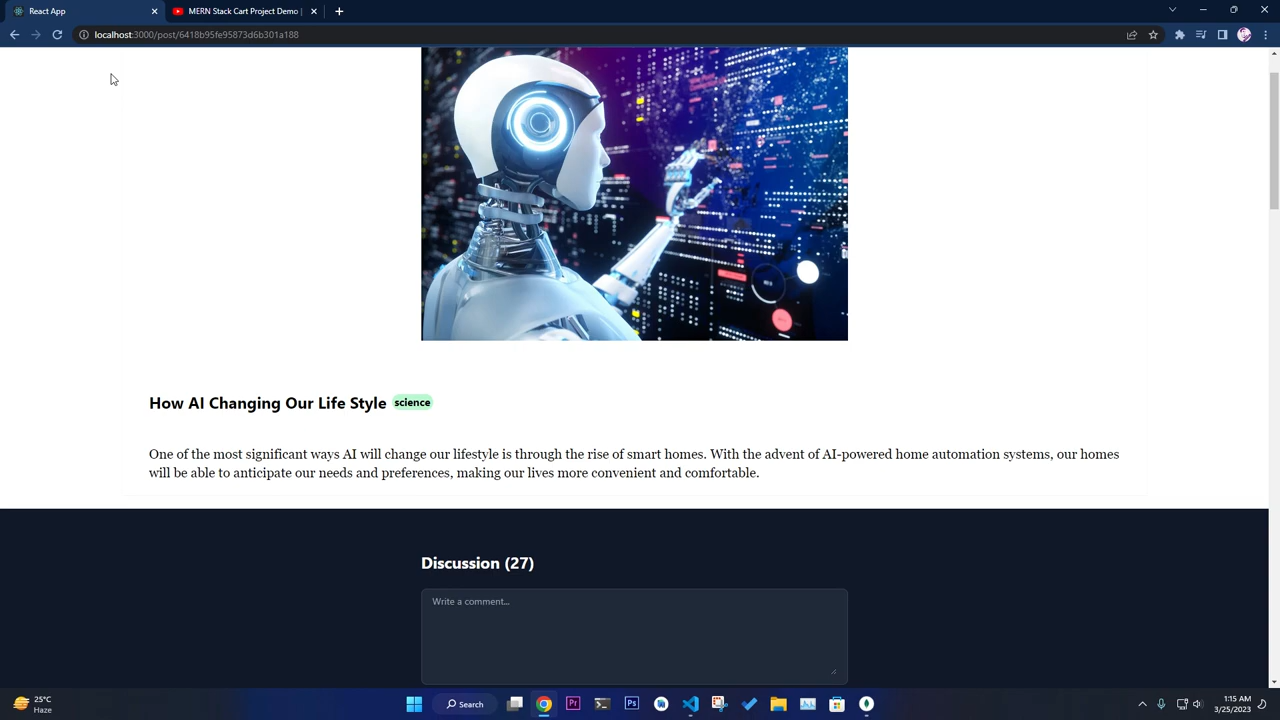 React App
MERN Stack Cart Project Demo |
localhost:3000/post/6418b95fe95873d6b301a188
How AI Changing Our Life Style science
One of the most significant ways AI will change our lifestyle is through the rise of smart homes. With the advent of AI-powered home automation systems, our homes
will be able to anticipate our needs and preferences, making our lives more convenient and comfortable.
Discussion (27)
Write a comment...
25°C
Haze
Search
Pr
Ps
1:15 AM
3/25/2023